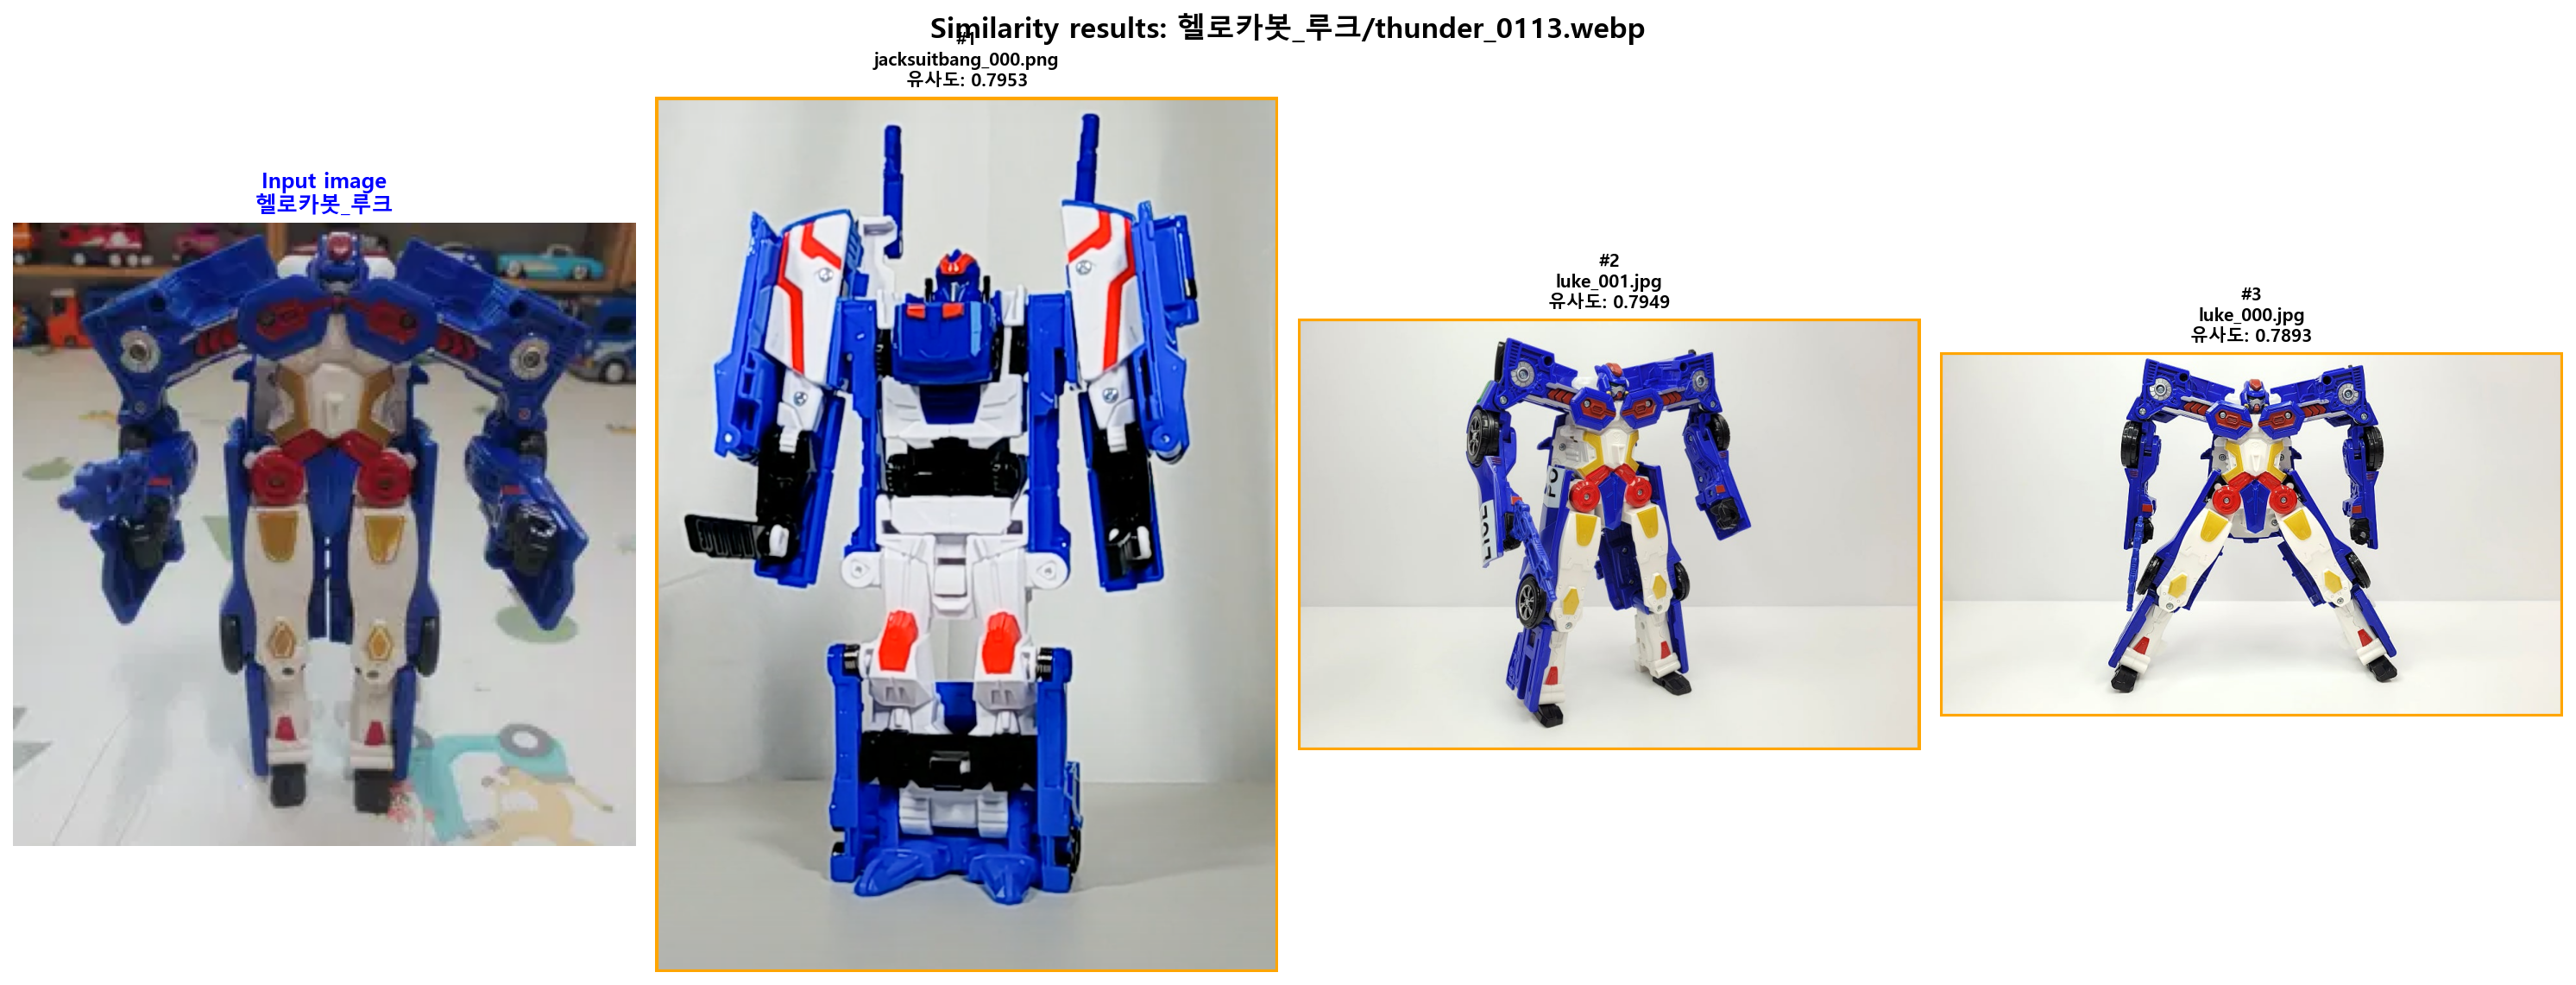 Similarity results: 헬로카봇_루크/thunder_0113.webp
Input image
헬로카봇_루크
#1
jacksuitbang_000.png
유사도: 0.7953
#2
luke_001.jpg
유사도: 0.7949
#3
luke_000.jpg
유사도: 0.7893